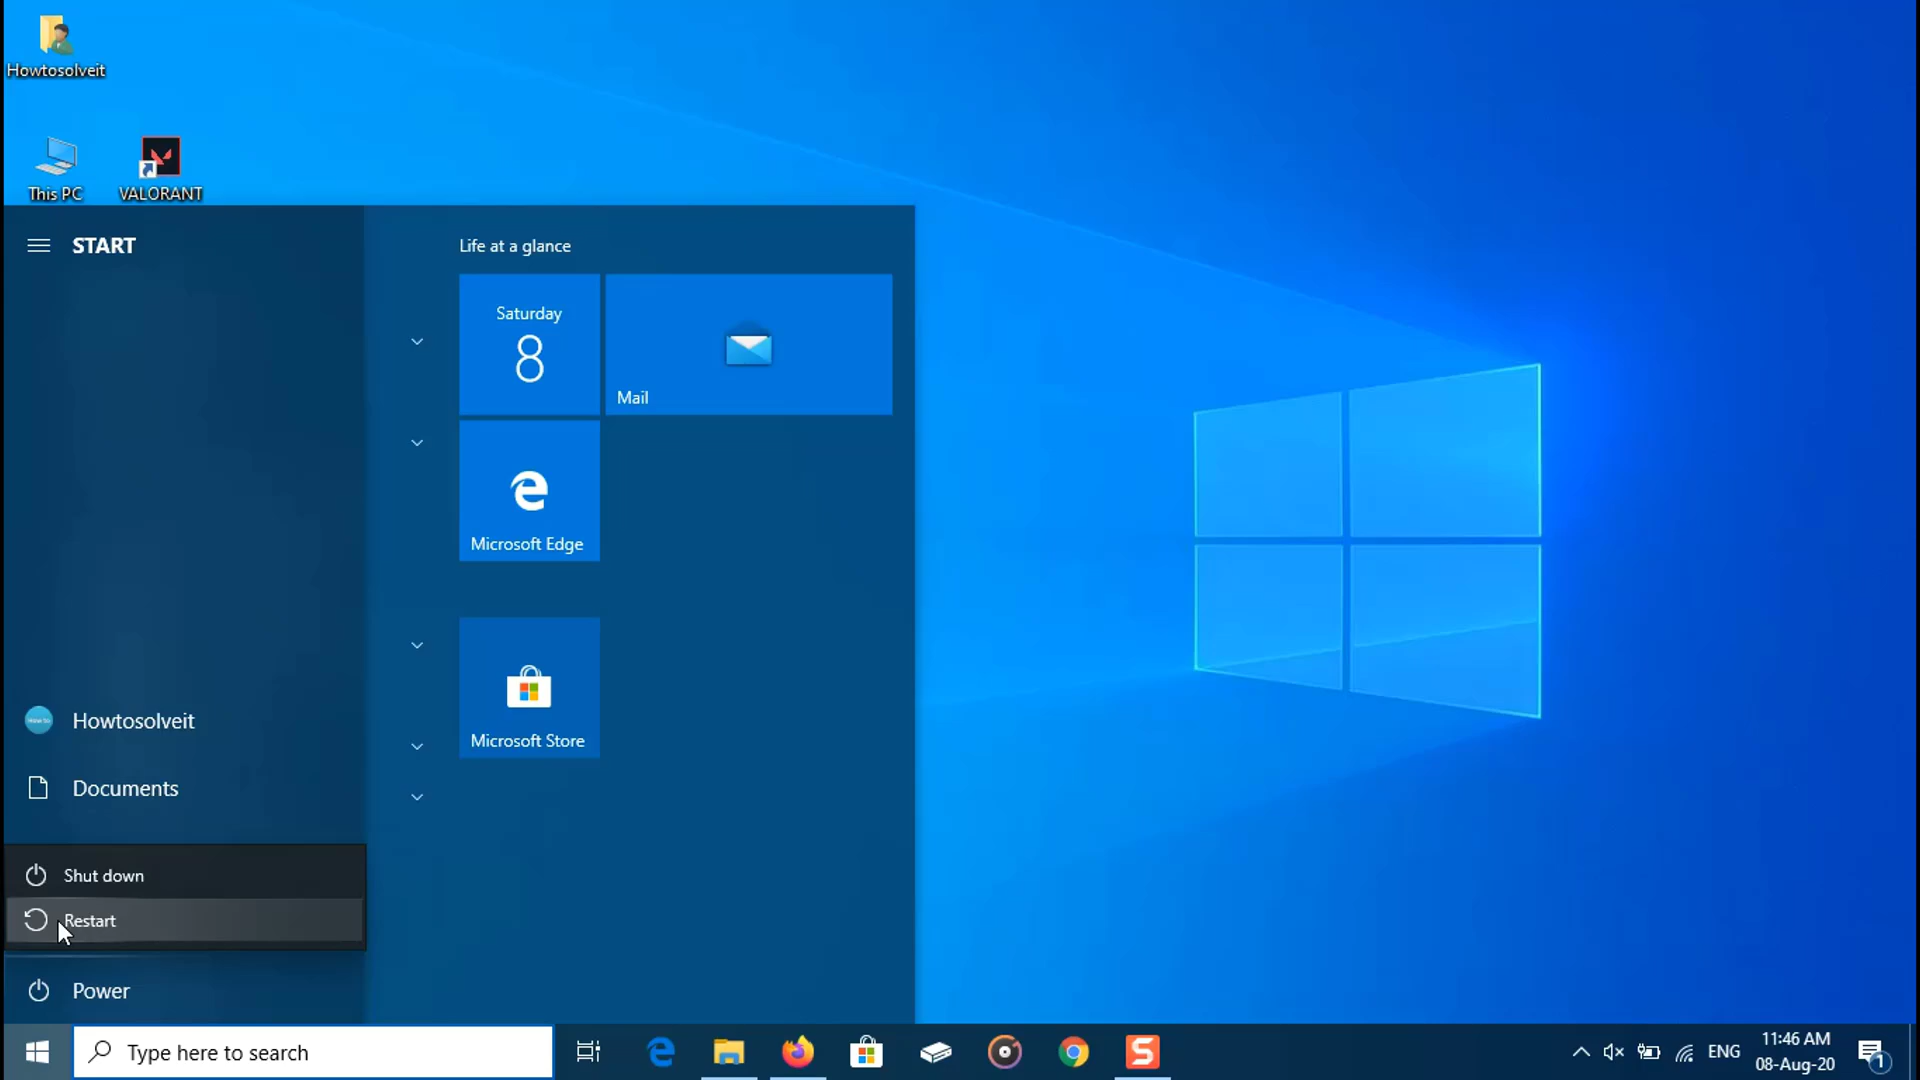 Howtosolveit
This PC
VALORANT
START
Life at a glance
Saturday
8
Mail
Microsoft Edge
Microsoft Store
Howtosolveit
Documents
Shut down
Restart
Power
Type here to search
ENG
11:46 AM
08-Aug-20
1